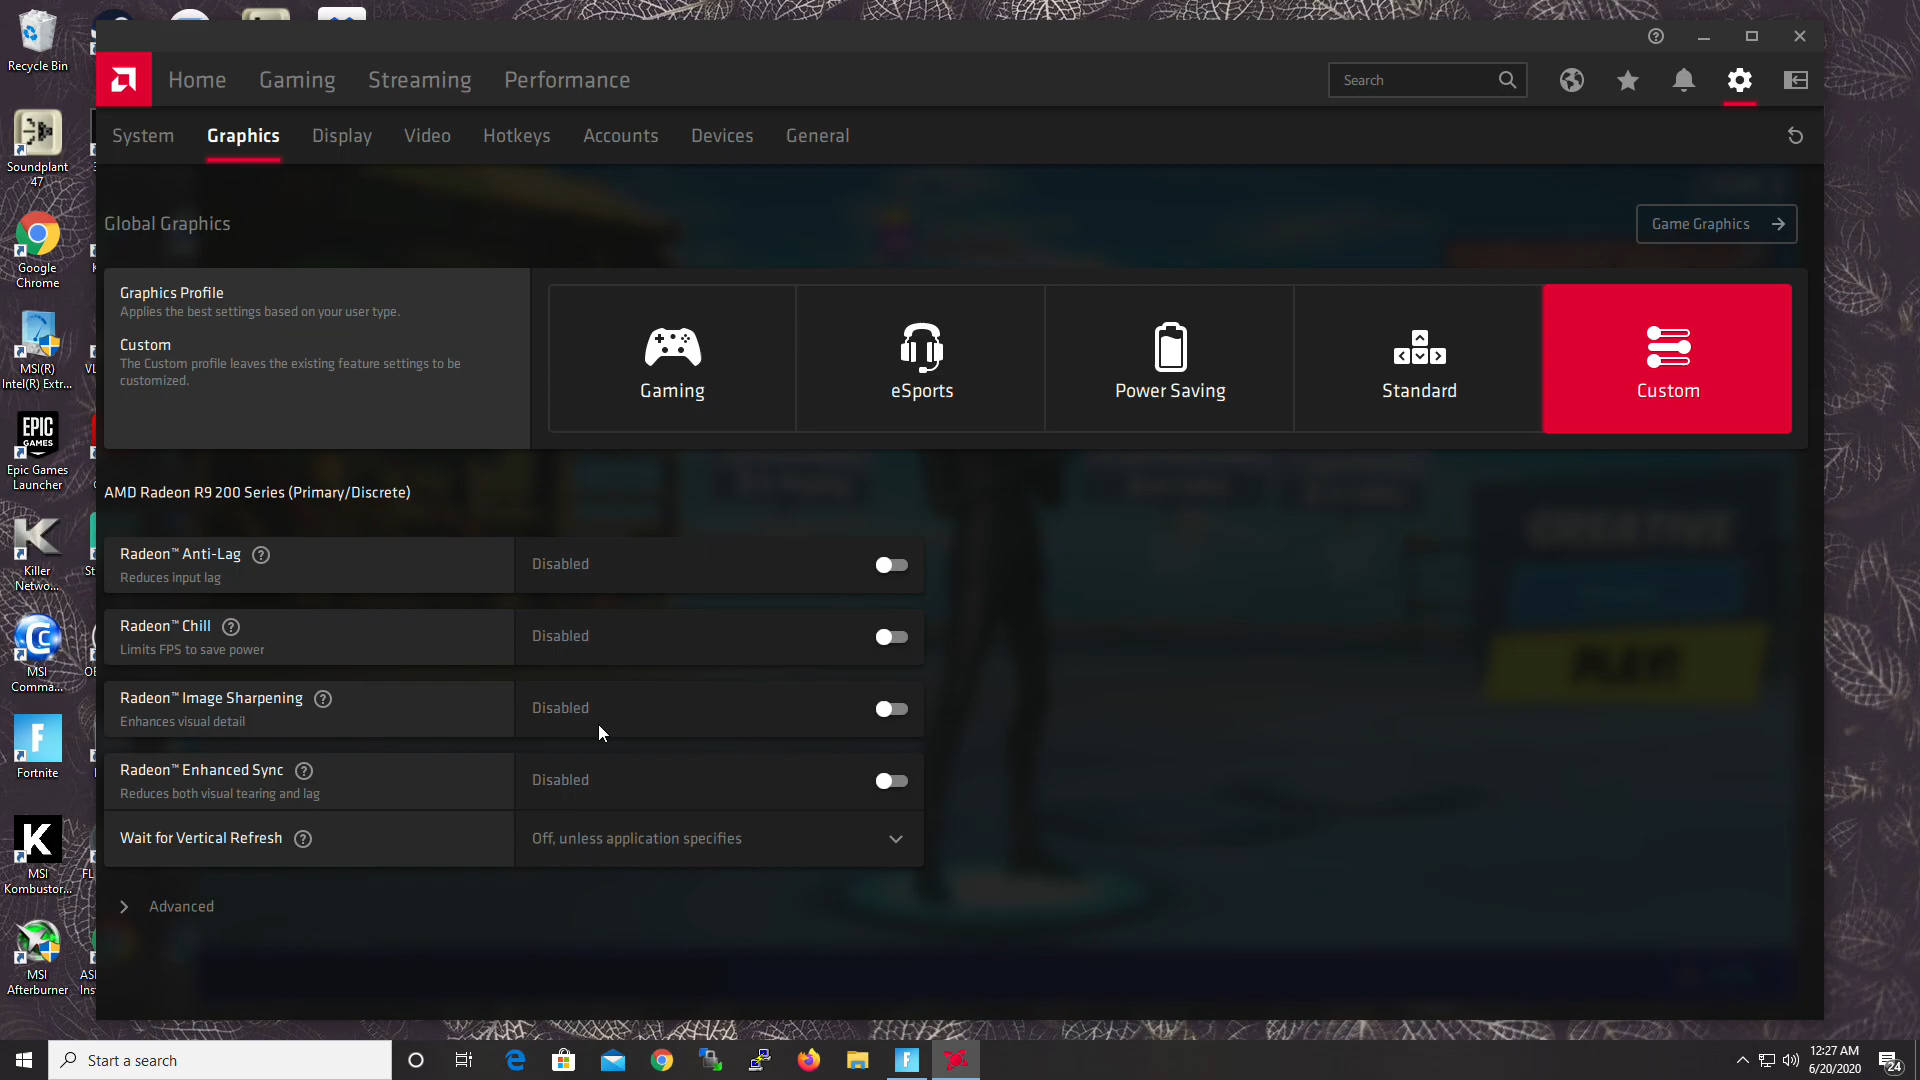 Recycle Bin
Soundplant
47
Google
Chrome
MSI(R)
Intel(R) Extr...
EPIC
GAMES
Epic Games
Launcher
Killer
Netwo...
MSI
Comma...
Fortnite
MSI
Kombustor...
MSI
Afterburner
Home
Gaming
Streaming
Performance
Search
System
Graphics
Display
Video
Hotkeys
Accounts
Devices
General
Global Graphics
Game Graphics
Graphics Profile
Applies the best settings based on your user type.
Custom
The Custom profile leaves the existing feature settings to be
customized.
Gaming
eSports
Power Saving
Standard
Custom
AMD Radeon R9 200 Series (Primary/Discrete)
Radeon™ Anti-Lag
Reduces input lag
Disabled
Radeon™ Chill
Limits FPS to save power
Disabled
Radeon™ Image Sharpening
Enhances visual detail
Disabled
Radeon™ Enhanced Sync
Reduces both visual tearing and lag
Disabled
Wait for Vertical Refresh
Off, unless application specifies
Advanced
CREATIVE
PLAY!
Start a search
12:27 AM
6/20/2020
24